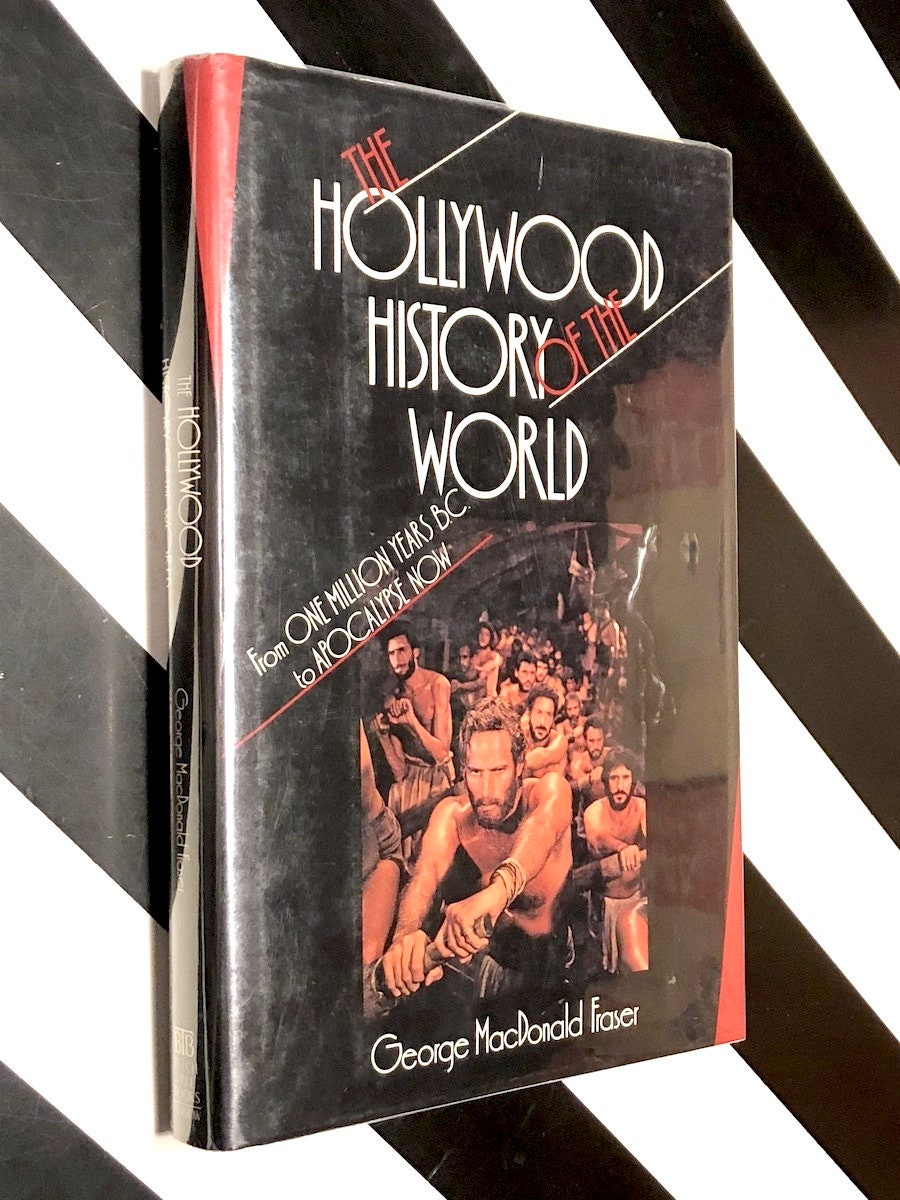 THE
HOLLYWOOD
HISTORY OF THE
WORLD
From ONE MILLION YEARS B.C.
to APOCALYPSE NOW
George MacDonald Fraser
THE HOLLYWOOD
George MacDonald Fraser
BTB